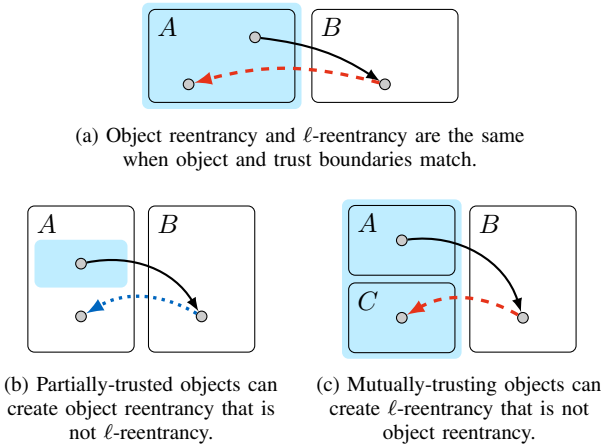 A
B
(a) Object reentrancy and ℓ-reentrancy are the same
when object and trust boundaries match.
A
B
(b) Partially-trusted objects can
create object reentrancy that is
not ℓ-reentrancy.
A
B
C
(c) Mutually-trusting objects can
create ℓ-reentrancy that is not
object reentrancy.